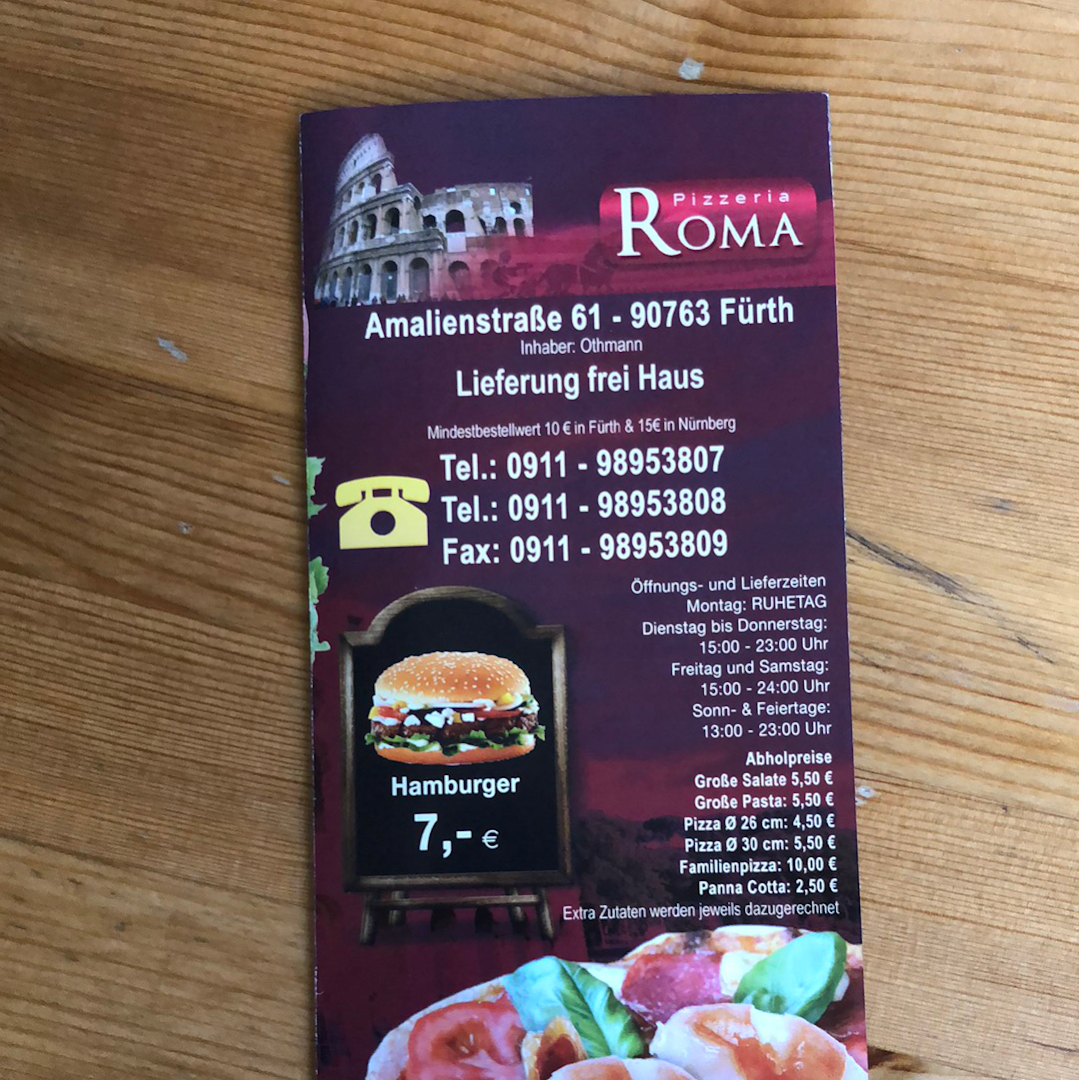 Pizzeria
ROMA
Amalienstraße 61 - 90763 Fürth
Inhaber: Othmann
Lieferung frei Haus
Mindestbestellwert 10 € in Fürth & 15€ in Nürnberg
Tel.: 0911 - 98953807
Tel.: 0911 - 98953808
Fax: 0911 - 98953809
Öffnungs- und Lieferzeiten
Montag: RUHETAG
Dienstag bis Donnerstag:
15:00 - 23:00 Uhr
Freitag und Samstag:
15:00 - 24:00 Uhr
Sonn- & Feiertage:
13:00 - 23:00 Uhr
Hamburger
7,- €
Abholpreise
Große Salate 5,50 €
Große Pasta: 5,50 €
Pizza Ø 26 cm: 4,50 €
Pizza Ø 30 cm: 5,50 €
Familienpizza: 10,00 €
Panna Cotta: 2,50 €
Extra Zutaten werden jeweils dazugerechnet